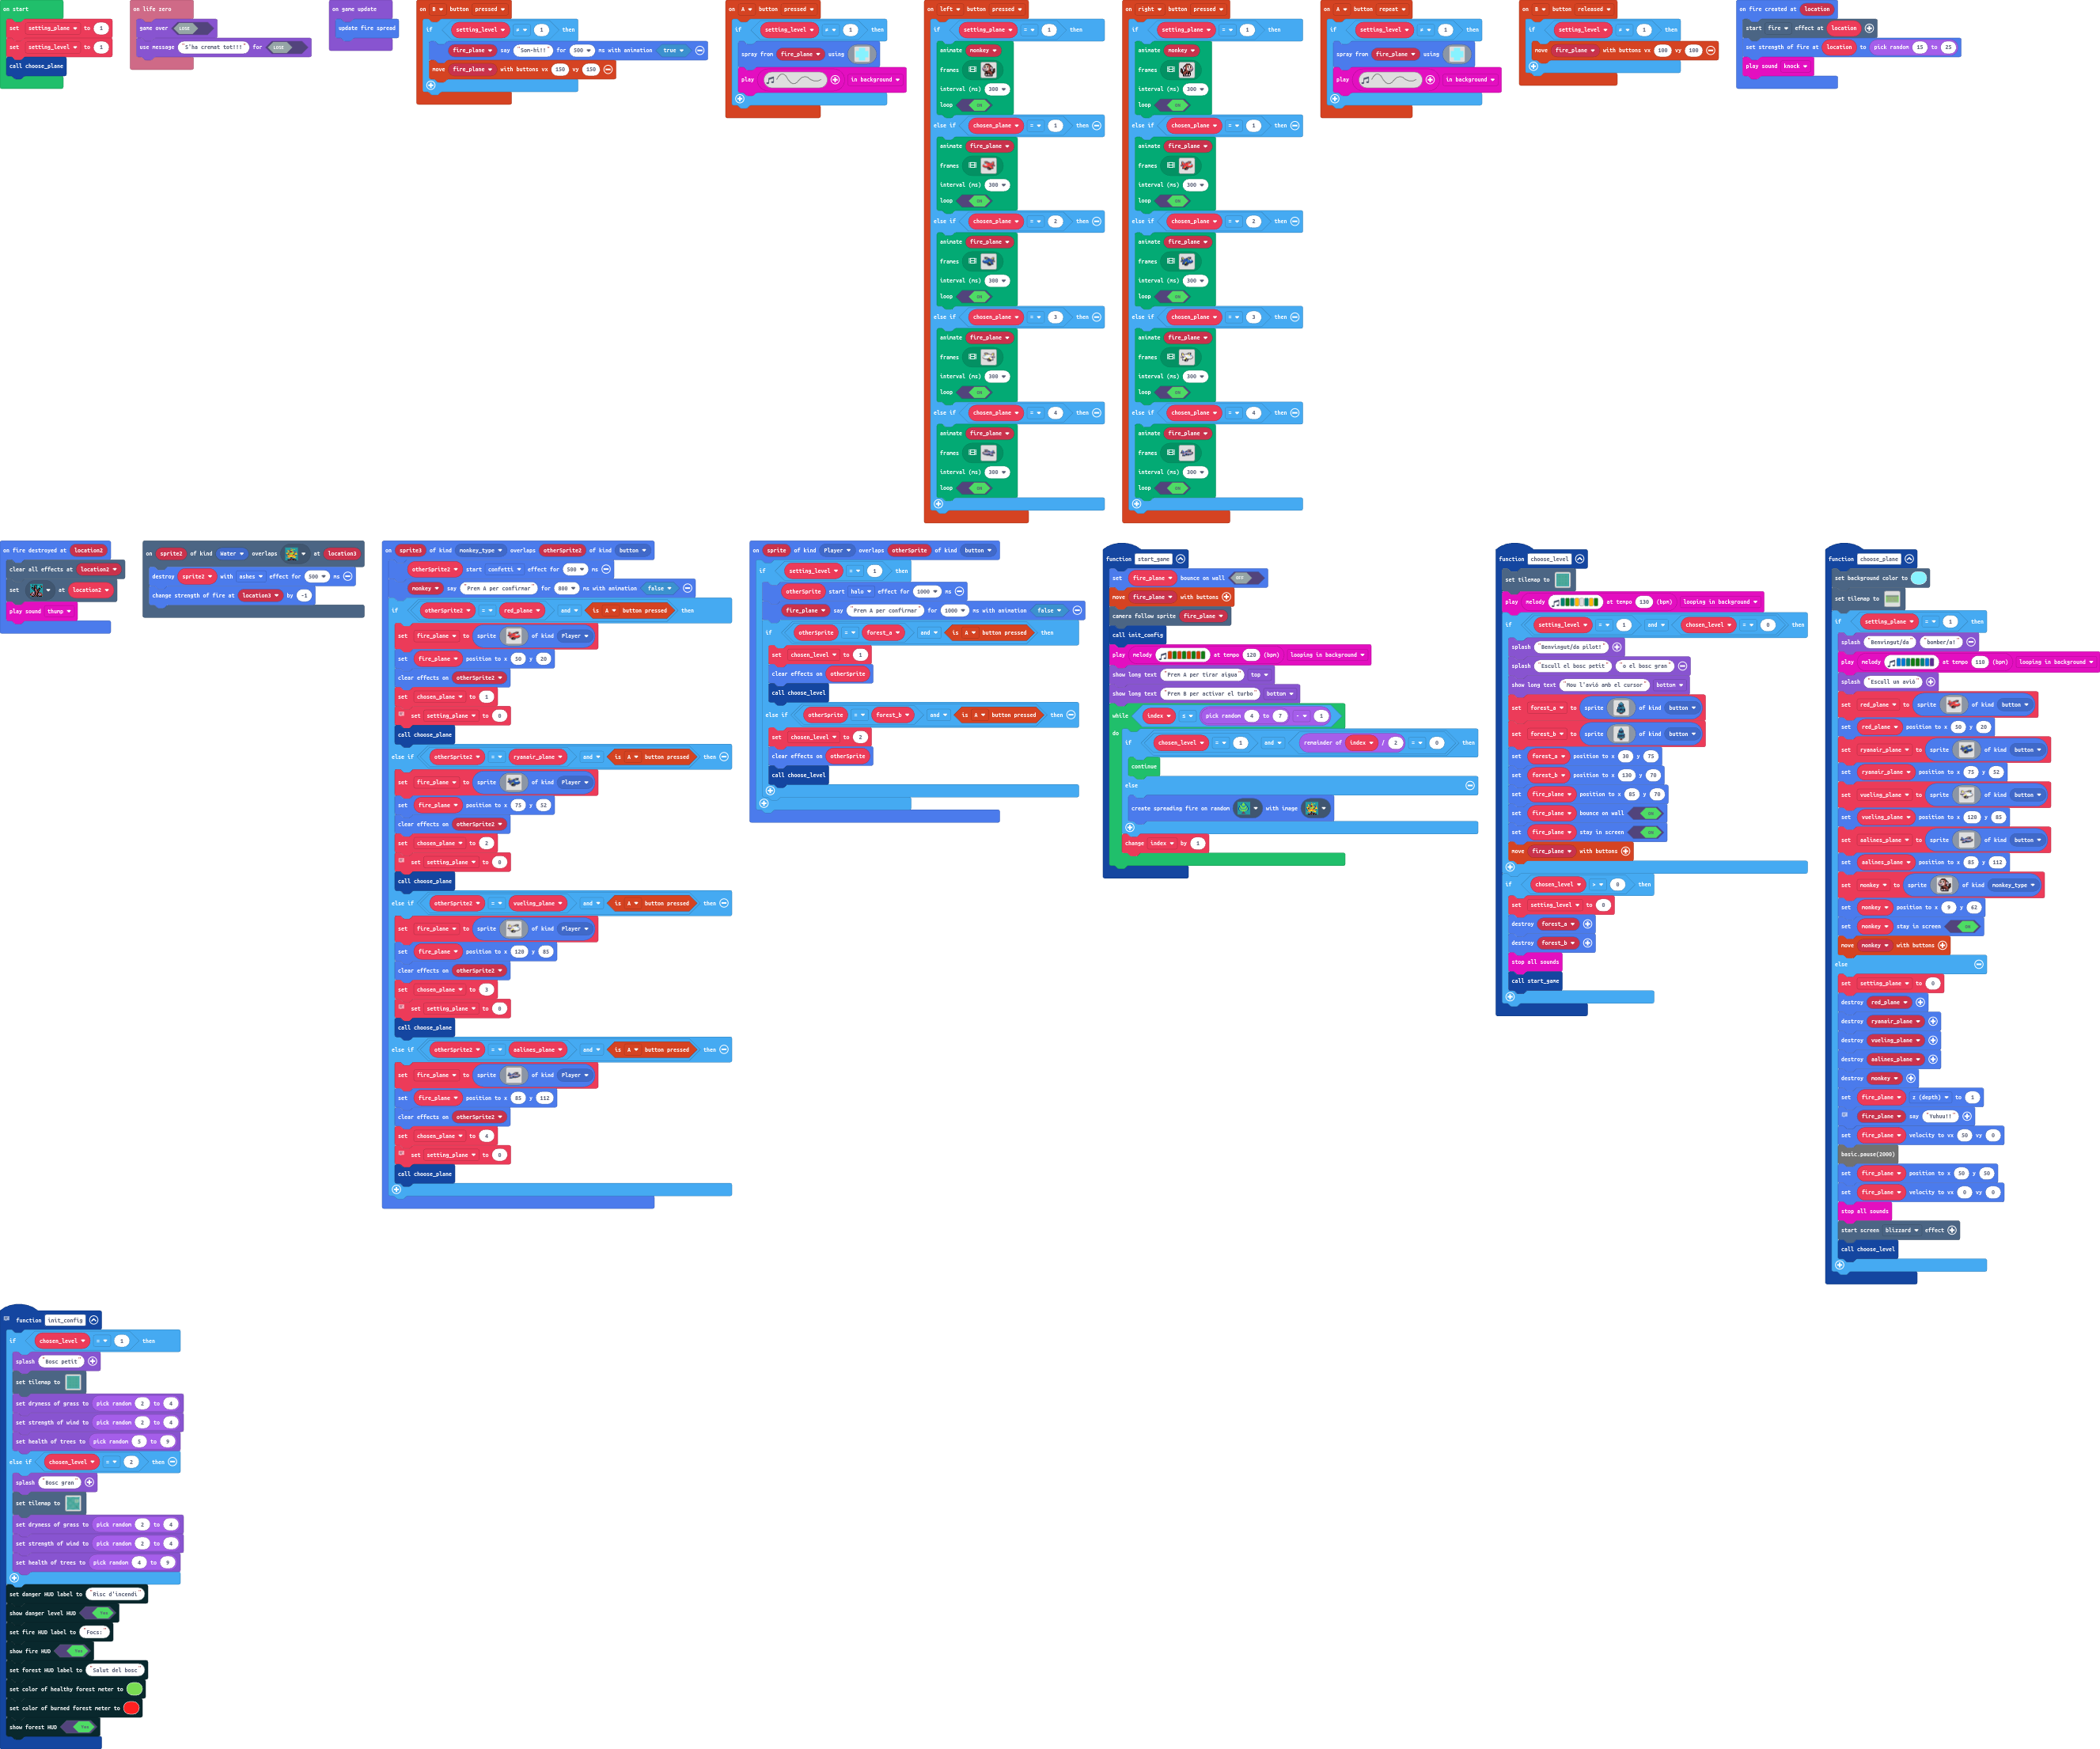 on start
set setting_plane to 1
set setting_level to 1
call choose_plane
on life zero
game over LOSE
use message "S'ha cremat tot!!!" for LOSE
on game update
update fire spread
on B button pressed
if setting_level ≠ 1 then
fire_plane say "Som-hi!!" for 500 ms with animation true
move fire_plane with buttons vx 150 vy 150
on A button pressed
if setting_level ≠ 1 then
spray from fire_plane using
play in background
on left button pressed
if setting_plane = 1 then
animate monkey
frames
interval (ms) 300
loop ON
else if chosen_plane = 1 then
animate fire_plane
frames
interval (ms) 300
loop ON
else if chosen_plane = 2 then
animate fire_plane
frames
interval (ms) 300
loop ON
else if chosen_plane = 3 then
animate fire_plane
frames
interval (ms) 300
loop ON
else if chosen_plane = 4 then
animate fire_plane
frames
interval (ms) 300
loop ON
on right button pressed
if setting_plane = 1 then
animate monkey
frames
interval (ms) 300
loop ON
else if chosen_plane = 1 then
animate fire_plane
frames
interval (ms) 300
loop ON
else if chosen_plane = 2 then
animate fire_plane
frames
interval (ms) 300
loop ON
else if chosen_plane = 3 then
animate fire_plane
frames
interval (ms) 300
loop ON
else if chosen_plane = 4 then
animate fire_plane
frames
interval (ms) 300
loop ON
on A button repeat
if setting_level ≠ 1 then
spray from fire_plane using
play in background
on B button released
if setting_level ≠ 1 then
move fire_plane with buttons vx 100 vy 100
on fire created at location
start fire effect at location
set strength of fire at location to pick random 15 to 25
play sound knock
on fire destroyed at location2
clear all effects at location2
set at location2
play sound thump
on sprite2 of kind Water overlaps at location3
destroy sprite2 with ashes effect for 500 ms
change strength of fire at location3 by -1
on sprite3 of kind monkey_type overlaps otherSprite2 of kind button
otherSprite2 start confetti effect for 500 ms
monkey say "Prem A per confirmar" for 800 ms with animation false
if otherSprite2 = red_plane and is A button pressed then
set fire_plane to sprite of kind Player
set fire_plane position to x 50 y 20
clear effects on otherSprite2
set chosen_plane to 1
set setting_plane to 0
call choose_plane
else if otherSprite2 = ryanair_plane and is A button pressed then
set fire_plane to sprite of kind Player
set fire_plane position to x 75 y 52
clear effects on otherSprite2
set chosen_plane to 2
set setting_plane to 0
call choose_plane
else if otherSprite2 = vueling_plane and is A button pressed then
set fire_plane to sprite of kind Player
set fire_plane position to x 120 y 85
clear effects on otherSprite2
set chosen_plane to 3
set setting_plane to 0
call choose_plane
else if otherSprite2 = aalines_plane and is A button pressed then
set fire_plane to sprite of kind Player
set fire_plane position to x 85 y 112
clear effects on otherSprite2
set chosen_plane to 4
set setting_plane to 0
call choose_plane
on sprite of kind Player overlaps otherSprite of kind button
if setting_level = 1 then
otherSprite start halo effect for 1000 ms
fire_plane say "Prem A per confirmar" for 1000 ms with animation false
if otherSprite = forest_a and is A button pressed then
set chosen_level to 1
clear effects on otherSprite
call choose_level
else if otherSprite = forest_b and is A button pressed then
set chosen_level to 2
clear effects on otherSprite
call choose_level
function start_game
set fire_plane bounce on wall OFF
move fire_plane with buttons
camera follow sprite fire_plane
call init_config
play melody at tempo 120 (bpm) looping in background
show long text "Prem A per tirar aigua" top
show long text "Prem B per activar el turbo" bottom
while index ≤ pick random 4 to 7 - 1
do if chosen_level = 1 and remainder of index / 2 = 0 then
continue
else
create spreading fire on random with image
change index by 1
function choose_level
set tilemap to
play melody at tempo 130 (bpm) looping in background
if setting_level = 1 and chosen_level = 0 then
splash "Benvingut/da pilot!"
splash "Escull el bosc petit" "o el bosc gran"
show long text "Mou l'avió amb el cursor" bottom
set forest_a to sprite of kind button
set forest_b to sprite of kind button
set forest_a position to x 30 y 75
set forest_b position to x 130 y 70
set fire_plane position to x 85 y 70
set fire_plane bounce on wall ON
set fire_plane stay in screen ON
move fire_plane with buttons
if chosen_level > 0 then
set setting_level to 0
destroy forest_a
destroy forest_b
stop all sounds
call start_game
function choose_plane
set background color to
set tilemap to
if setting_plane = 1 then
splash "Benvingut/da" "bomber/a!"
play melody at tempo 110 (bpm) looping in background
splash "Escull un avió"
set red_plane to sprite of kind button
set red_plane position to x 50 y 20
set ryanair_plane to sprite of kind button
set ryanair_plane position to x 75 y 52
set vueling_plane to sprite of kind button
set vueling_plane position to x 120 y 85
set aalines_plane to sprite of kind button
set aalines_plane position to x 85 y 112
set monkey to sprite of kind monkey_type
set monkey position to x 9 y 62
set monkey stay in screen ON
move monkey with buttons
else
set setting_plane to 0
destroy red_plane
destroy ryanair_plane
destroy vueling_plane
destroy aalines_plane
destroy monkey
set fire_plane z (depth) to 1
fire_plane say "Yuhuu!!"
set fire_plane velocity to vx 50 vy 0
basic.pause(2000)
set fire_plane position to x 50 y 50
set fire_plane velocity to vx 0 vy 0
stop all sounds
start screen blizzard effect
call choose_level
function init_config
if chosen_level = 1 then
splash "Bosc petit"
set tilemap to
set dryness of grass to pick random 2 to 4
set strength of wind to pick random 2 to 4
set health of trees to pick random 5 to 9
else if chosen_level = 2 then
splash "Bosc gran"
set tilemap to
set dryness of grass to pick random 2 to 4
set strength of wind to pick random 2 to 4
set health of trees to pick random 4 to 9
set danger HUD label to "Risc d'incendi"
show danger level HUD Yes
set fire HUD label to "Focs:"
show fire HUD Yes
set forest HUD label to "Salut del bosc"
set color of healthy forest meter to
set color of burned forest meter to
show forest HUD Yes